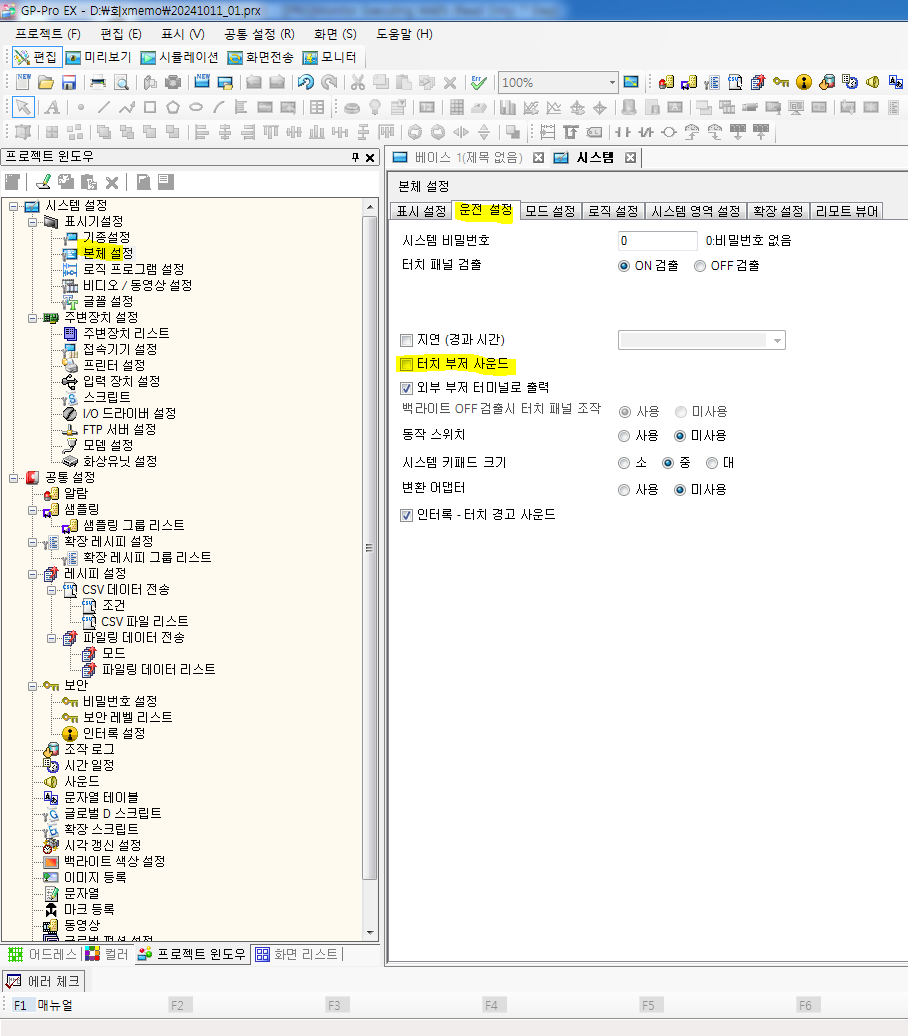 GP-Pro EX - D:\회xmemo\20241011_01.prx
프로젝트 (F) 편집 (E) 표시 (V) 공통 설정 (R) 화면 (S) 도움말 (H)
편집 미리보기 시뮬레이션 화면전송 모니터
100%
프로젝트 윈도우
베이스 1(제목 없음) 시스템
시스템 설정
표시기설정
기종설정
본체 설정
로직 프로그램 설정
비디오 / 동영상 설정
글꼴 설정
주변장치 설정
주변장치 리스트
접속기기 설정
프린터 설정
입력 장치 설정
스크립트
I/O 드라이버 설정
FTP 서버 설정
모뎀 설정
화상유닛 설정
공통 설정
알람
샘플링
샘플링 그룹 리스트
확장 레시피 설정
확장 레시피 그룹 리스트
레시피 설정
CSV 데이터 전송
조건
CSV 파일 리스트
파일링 데이터 전송
모드
파일링 데이터 리스트
보안
비밀번호 설정
보안 레벨 리스트
인터록 설정
조작 로그
시간 일정
사운드
문자열 테이블
글로벌 D 스크립트
확장 스크립트
시각 갱신 설정
백라이트 색상 설정
이미지 등록
문자열
마크 등록
동영상
어드레스 컬러 프로젝트 윈도우 화면 리스트
본체 설정
표시 설정 운전 설정 모드 설정 로직 설정 시스템 영역 설정 확장 설정 리모트 뷰어
시스템 비밀번호 0 0:비밀번호 없음
터치 패널 검출 ON 검출 OFF 검출
지연 (경과 시간)
터치 부저 사운드
외부 부저 터미널로 출력
백라이트 OFF 검출시 터치 패널 조작 사용 미사용
동작 스위치 사용 미사용
시스템 키패드 크기 소 중 대
변환 어댑터 사용 미사용
인터록 - 터치 경고 사운드
에러 체크
F1 매뉴얼 F2 F3 F4 F5 F6